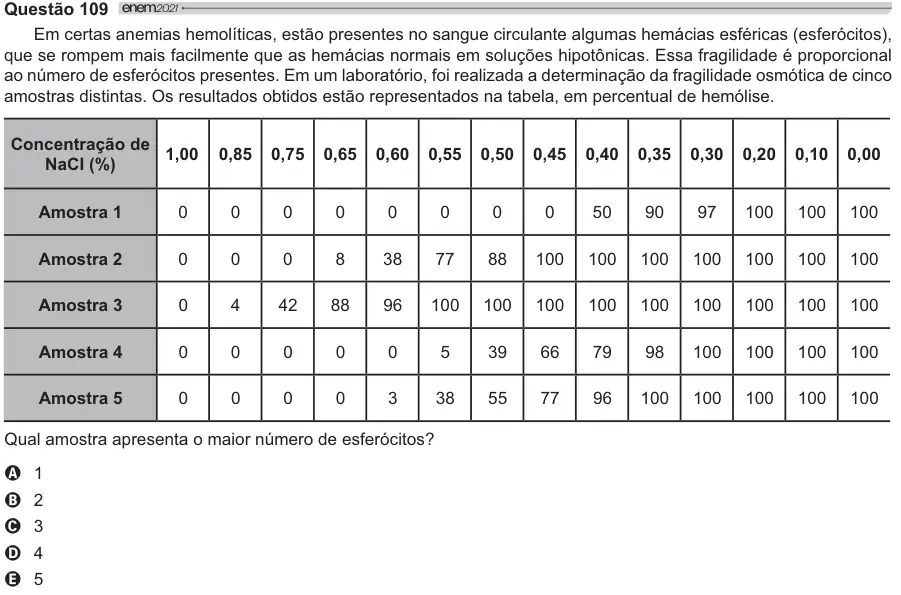 Questão 109 enem2021
Em certas anemias hemolíticas, estão presentes no sangue circulante algumas hemácias esféricas (esferócitos),
que se rompem mais facilmente que as hemácias normais em soluções hipotônicas. Essa fragilidade é proporcional
ao número de esferócitos presentes. Em um laboratório, foi realizada a determinação da fragilidade osmótica de cinco
amostras distintas. Os resultados obtidos estão representados na tabela, em percentual de hemólise.
Concentração de
NaCl (%) 1,00 0,85 0,75 0,65 0,60 0,55 0,50 0,45 0,40 0,35 0,30 0,20 0,10 0,00
Amostra 1 0 0 0 0 0 0 0 0 50 90 97 100 100 100
Amostra 2 0 0 0 8 38 77 88 100 100 100 100 100 100 100
Amostra 3 0 4 42 88 96 100 100 100 100 100 100 100 100 100
Amostra 4 0 0 0 0 0 5 39 66 79 98 100 100 100 100
Amostra 5 0 0 0 0 3 38 55 77 96 100 100 100 100 100
Qual amostra apresenta o maior número de esferócitos?
A 1
B 2
C 3
D 4
E 5